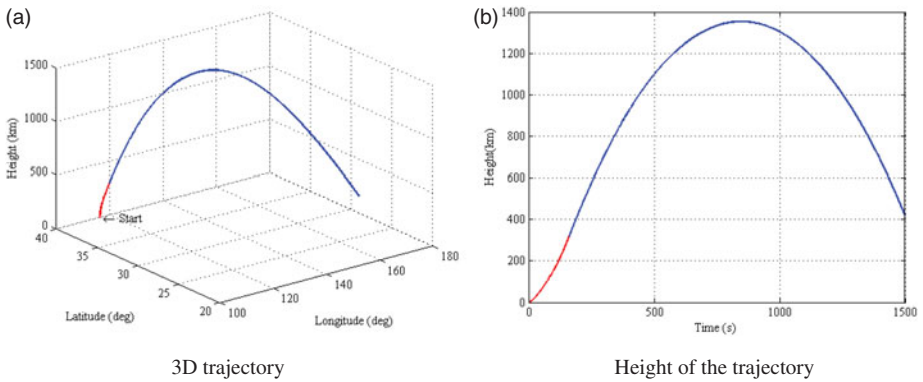 (a)
1500
1000
500
0
Height (km)
← Start
40
35
30
25
20
Latitude (deg)
100
120
140
160
180
Longitude (deg)
3D trajectory
(b)
1400
1200
1000
800
600
400
200
0
Height(km)
0
500
1000
1500
Time (s)
Height of the trajectory